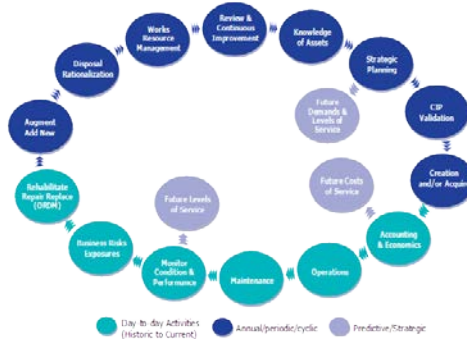 Review &
Continuous
Improvement
Knowledge
of Assets
Strategic
Planning
CIP
Validation
Creation
and/or Acquire
Accounting
& Economics
Operations
Maintenance
Monitor
Condition &
Performance
Business Risks
Exposures
Rehabilitate
Repair Replace
(ORDM)
Augment
Add New
Disposal
Rationalization
Works
Resource
Management
Future
Demands &
Levels of
Service
Future Costs
of Service
Future Levels
of Service
Day to day Activities
(Historic to Current)
Annual/periodic/cyclic
Predictive/Strategic